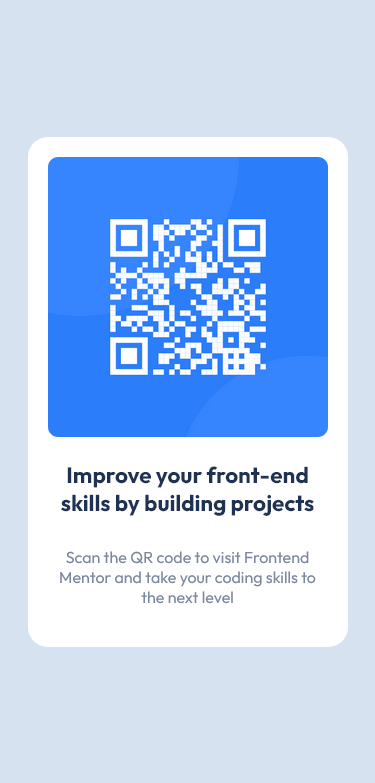 Improve your front-end
skills by building projects
Scan the QR code to visit Frontend
Mentor and take your coding skills to
the next level